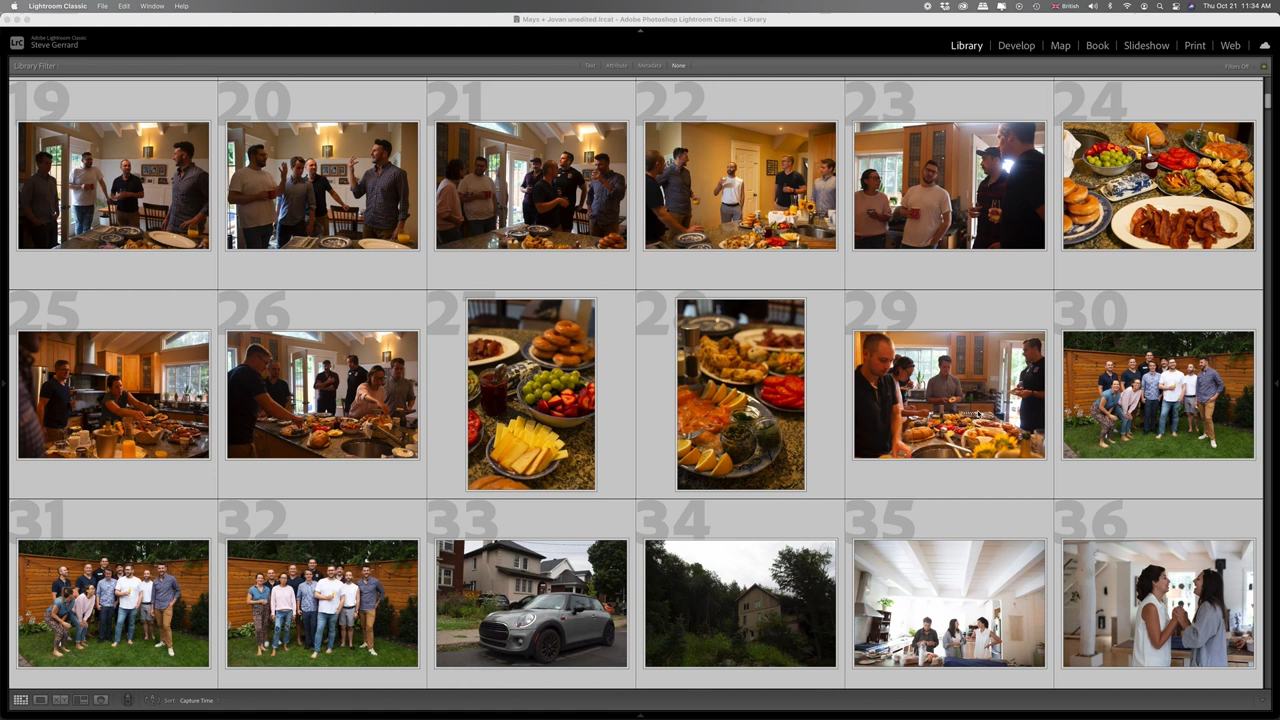 Lightroom Classic File Edit Window Help British Thu Oct 21 11:34 AM
Mays + Jovan unedited.lrcat - Adobe Photoshop Lightroom Classic - Library
LrC Adobe Lightroom Classic
Steve Gerrard
Library | Develop | Map | Book | Slideshow | Print | Web
Library Filter : Text Attribute Metadata None Filters Off
19 20 21 22 23 24
25 26 27 28 29 30
31 32 33 34 35 36
Sort: Capture Time